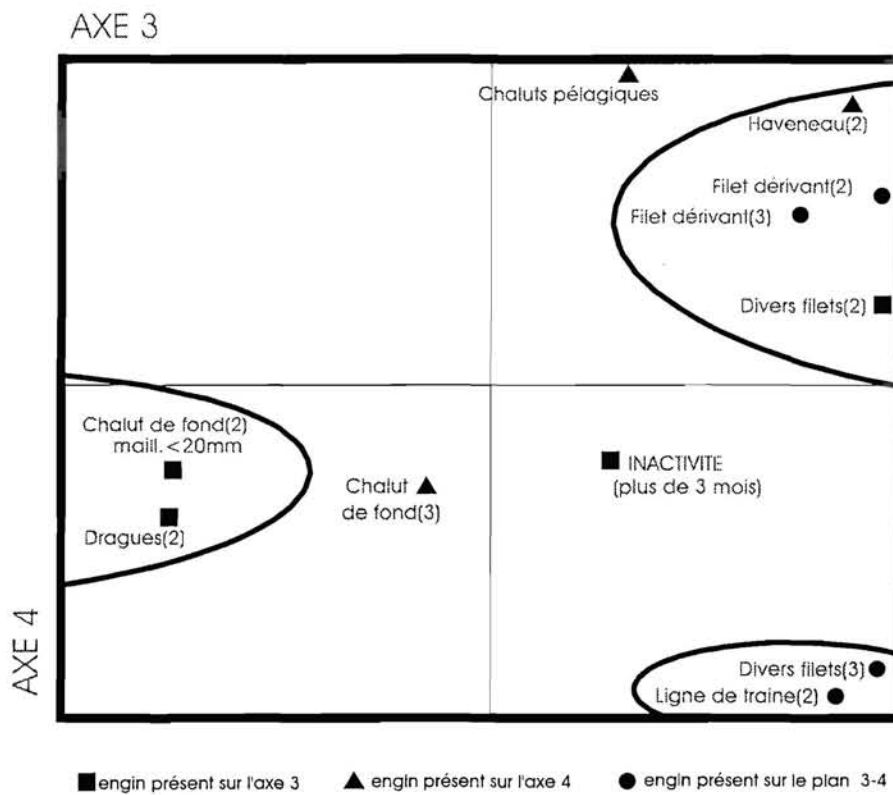 AXE 3
Chaluts pélagiques
Haveneau(2)
Filet dérivant(2)
Filet dérivant(3)
Divers filets(2)
Chalut de fond(2)
maill.<20mm
INACTIVITE
(plus de 3 mois)
Chalut
de fond(3)
Dragues(2)
AXE 4
Divers filets(3)
Ligne de traine(2)
engin présent sur l'axe 3
engin présent sur l'axe 4
engin présent sur le plan 3-4